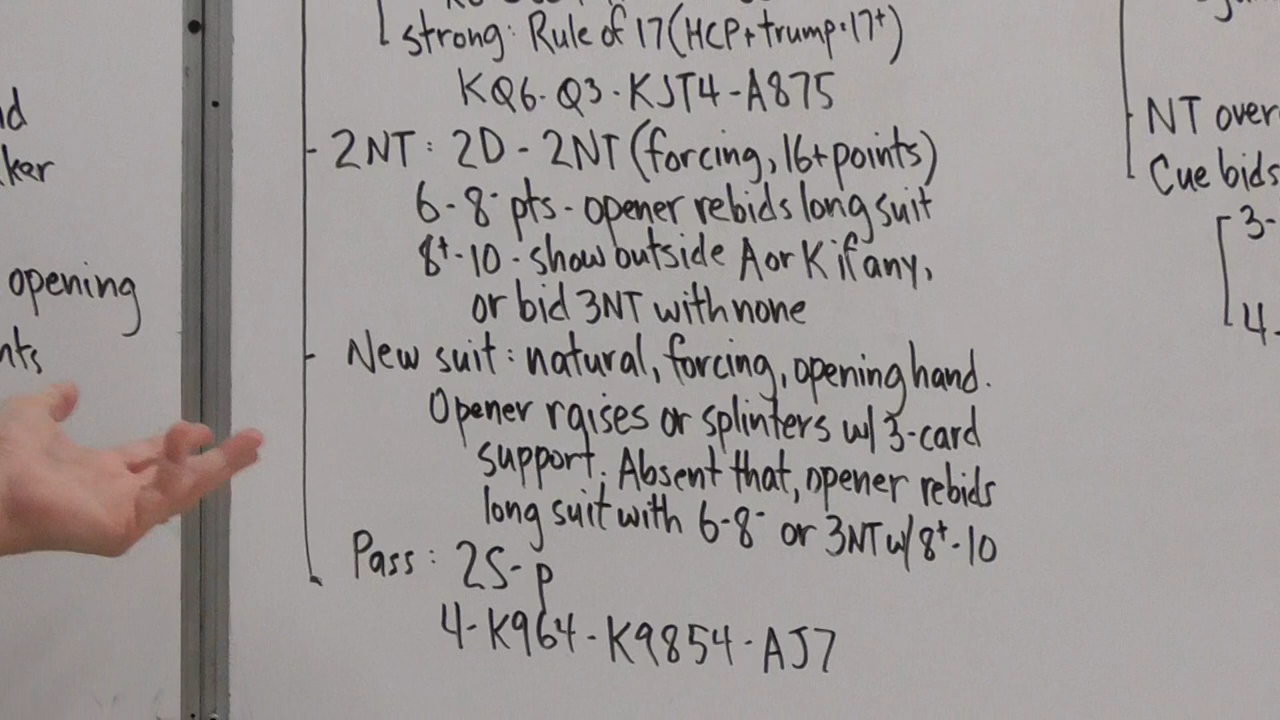 strong: Rule of 17 (HCP+trump=17+)
KQ6-Q3-KJT4-A875
2NT: 2D - 2NT (forcing, 16+ points)
6-8⁻ pts - opener rebids long suit
8⁺-10 - show outside A or K if any,
or bid 3NT with none
New suit: natural, forcing, opening hand.
Opener raises or splinters w/ 3-card
support. Absent that, opener rebids
long suit with 6-8⁻ or 3NT w/ 8⁺-10
Pass: 2S-p
4-K964-K9854-AJ7
opening
NT over
Cue bids
3-
4-